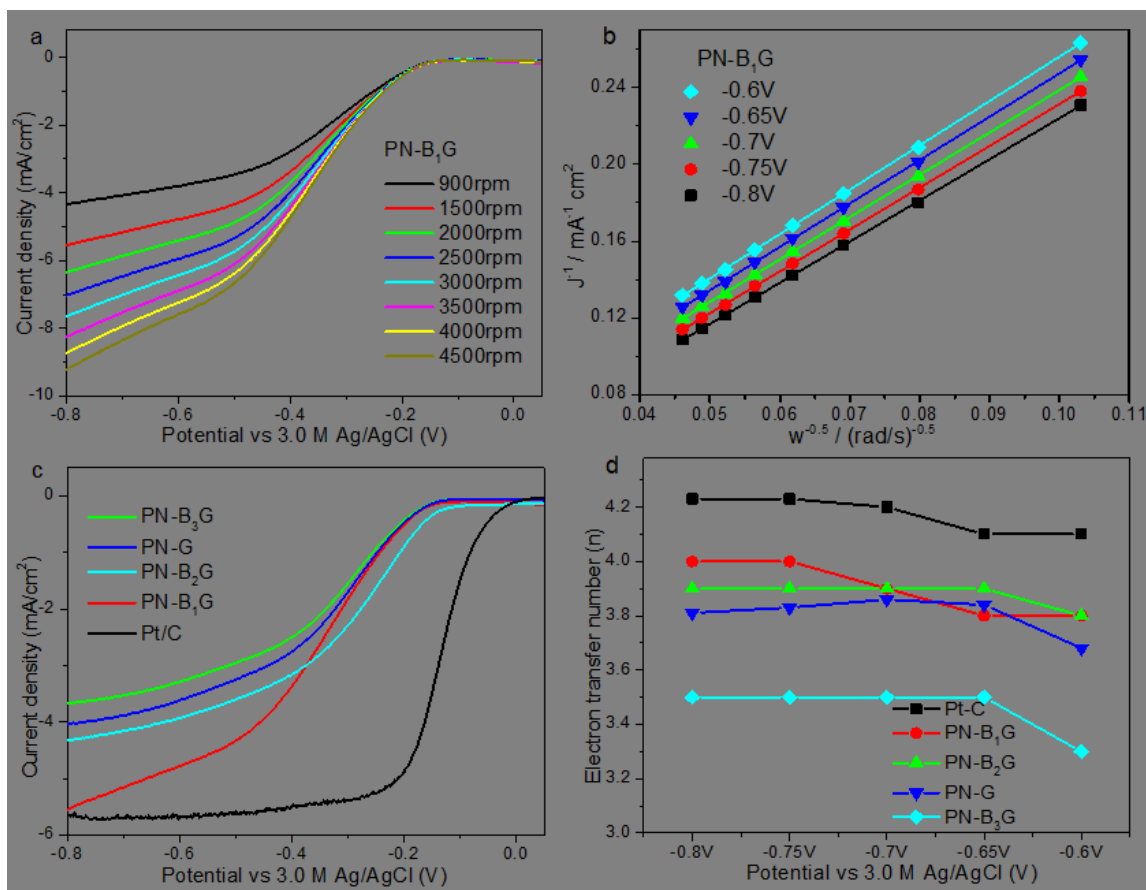 a
Current density (mA/cm²)
0
-2
-4
-6
-8
-10
PN-B₁G
900rpm
1500rpm
2000rpm
2500rpm
3000rpm
3500rpm
4000rpm
4500rpm
-0.8 -0.6 -0.4 -0.2 0.0
Potential vs 3.0 M Ag/AgCl (V)
b
J⁻¹ / mA⁻¹ cm²
0.24
0.20
0.16
0.12
0.08
PN-B₁G
-0.6V
-0.65V
-0.7V
-0.75V
-0.8V
0.04 0.05 0.06 0.07 0.08 0.09 0.10 0.11
w⁻⁰·⁵ / (rad/s)⁻⁰·⁵
c
Current density (mA/cm²)
0
-2
-4
-6
PN-B₃G
PN-G
PN-B₂G
PN-B₁G
Pt/C
-0.8 -0.6 -0.4 -0.2 0.0
Potential vs 3.0 M Ag/AgCl (V)
d
Electron transfer number (n)
4.2
3.9
3.6
3.3
3.0
Pt-C
PN-B₁G
PN-B₂G
PN-G
PN-B₃G
-0.8V -0.75V -0.7V -0.65V -0.6V
Potential vs 3.0 M Ag/AgCl (V)